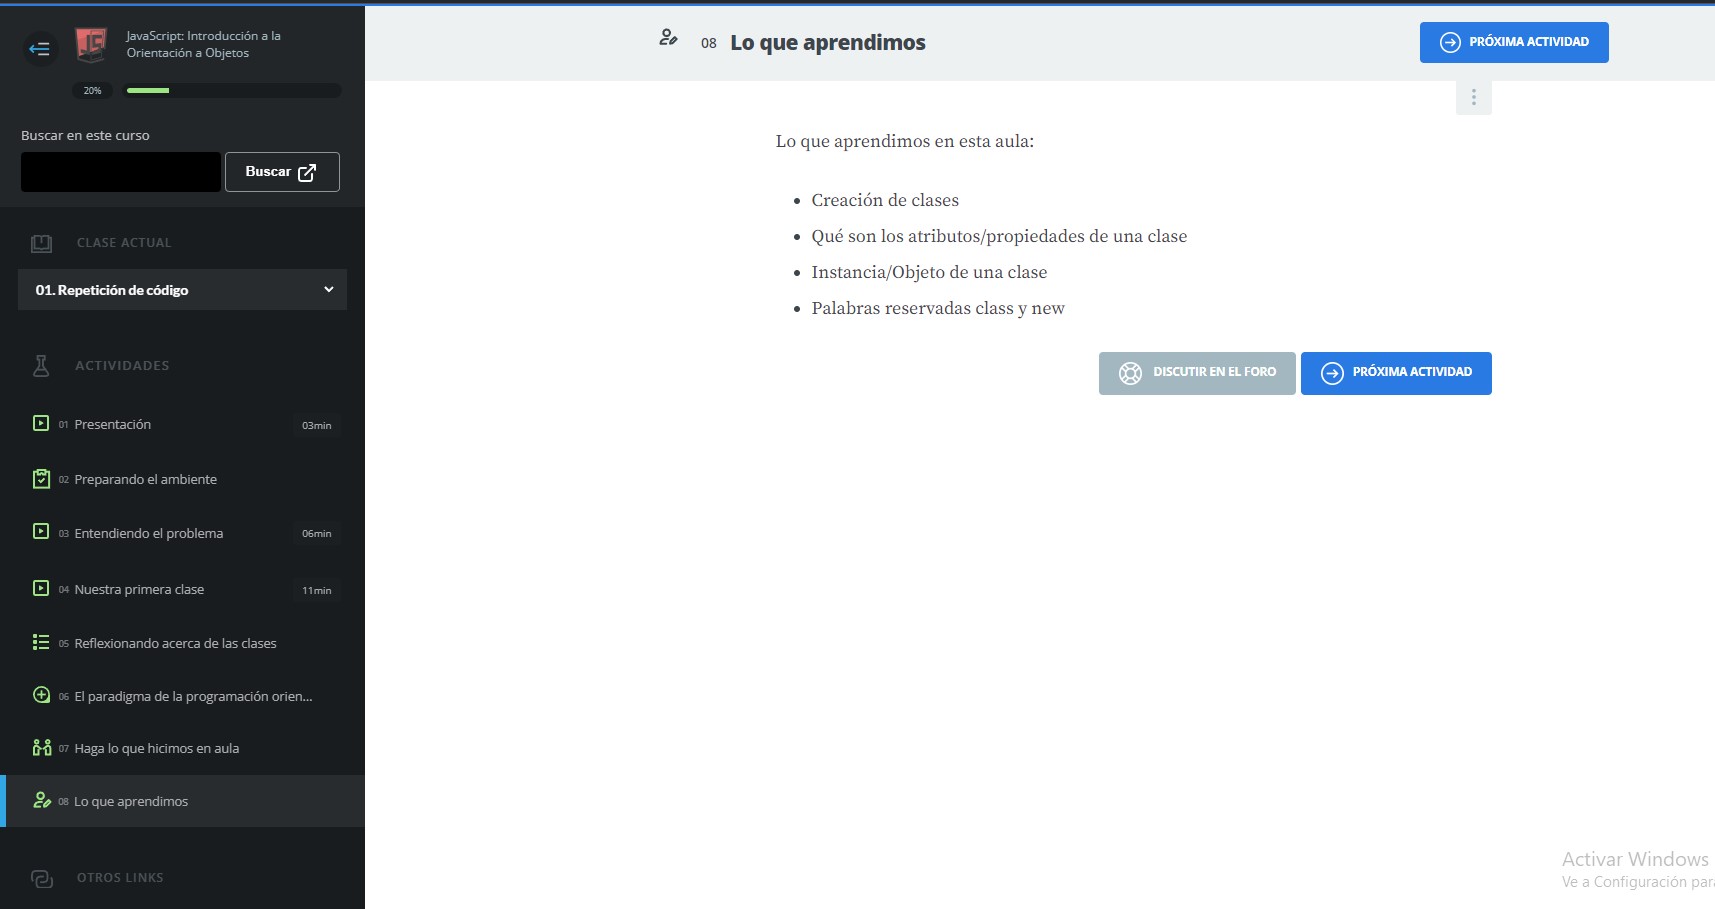 JavaScript: Introducción a la
Orientación a Objetos
20%
Buscar en este curso
Buscar
CLASE ACTUAL
01. Repetición de código
ACTIVIDADES
01 Presentación 03min
02 Preparando el ambiente
03 Entendiendo el problema 06min
04 Nuestra primera clase 11min
05 Reflexionando acerca de las clases
06 El paradigma de la programación orien...
07 Haga lo que hicimos en aula
08 Lo que aprendimos
OTROS LINKS
08 Lo que aprendimos
PRÓXIMA ACTIVIDAD
Lo que aprendimos en esta aula:
• Creación de clases
• Qué son los atributos/propiedades de una clase
• Instancia/Objeto de una clase
• Palabras reservadas class y new
DISCUTIR EN EL FORO
PRÓXIMA ACTIVIDAD
Activar Windows
Ve a Configuración par